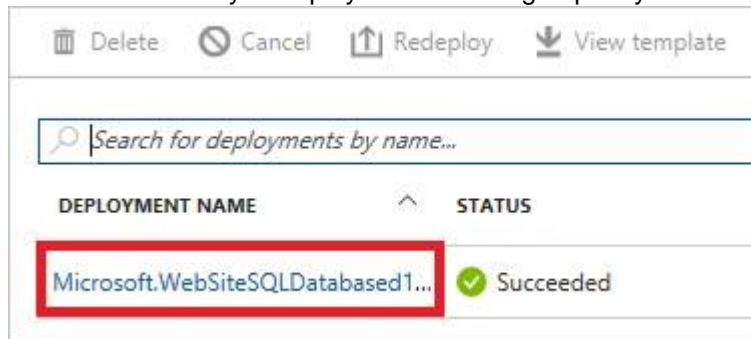 Delete Cancel Redeploy View template
Search for deployments by name...
DEPLOYMENT NAME STATUS
Microsoft.WebSiteSQLDatabased1... Succeeded